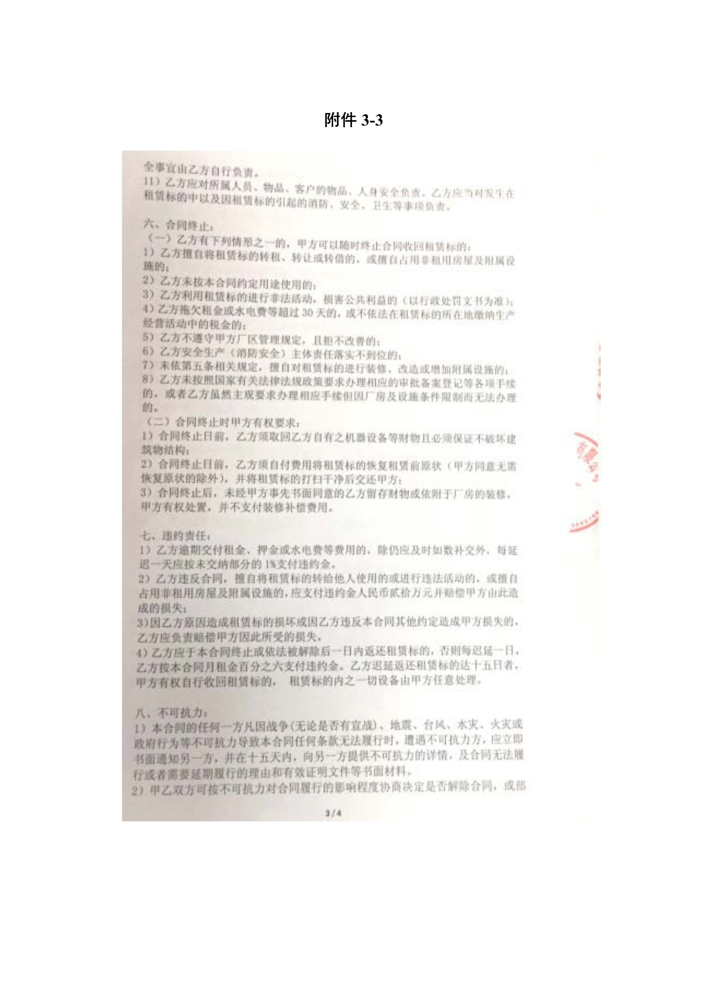 附件 3-3
全事宜由乙方自行负责。
11）乙方应对所属人员、物品、客户的物品、人身安全负责。乙方应当对发生在
租赁标的中以及因租赁标的引起的消防、安全、卫生等事项负责。
六、合同终止：
（一）乙方有下列情形之一的，甲方可以随时终止合同收回租赁标的：
1）乙方擅自将租赁标的转租、转让或转借的，或擅自占用非租用房屋及附属设
施的；
2）乙方未按本合同约定用途使用的；
3）乙方利用租赁标的进行非法活动，损害公共利益的（以行政处罚文书为准）；
4）乙方拖欠租金或水电费等超过 30 天的，或不依法在租赁标的所在地缴纳生产
经营活动中的税金的；
5）乙方不遵守甲方厂区管理规定，且拒不改善的；
6）乙方安全生产（消防安全）主体责任落实不到位的；
7）未依第五条相关规定，擅自对租赁标的进行装修、改造或增加附属设施的；
8）乙方未按照国家有关法律法规政策要求办理相应的审批备案登记等各项手续
的，或者乙方虽然主观要求办理相应手续但因厂房及设施条件限制而无法办理
的。
（二）合同终止时甲方有权要求：
1）合同终止日前，乙方须取回乙方自有之机器设备等财物且必须保证不破坏建
筑物结构；
2）合同终止日前，乙方须自付费用将租赁标的恢复租赁前原状（甲方同意无需
恢复原状的除外），并将租赁标的打扫干净后交还甲方；
3）合同终止后，未经甲方事先书面同意的乙方留存财物或依附于厂房的装修，
甲方有权处置，并不支付装修补偿费用。
七、违约责任：
1）乙方逾期交付租金、押金或水电费等费用的，除仍应及时如数补交外，每延
迟一天应按未交纳部分的 1%支付违约金。
2）乙方违反合同，擅自将租赁标的转给他人使用的或进行违法活动的，或擅自
占用非租用房屋及附属设施的，应支付违约金人民币贰拾万元并赔偿甲方由此造
成的损失；
3)因乙方原因造成租赁标的损坏或因乙方违反本合同其他约定造成甲方损失的，
乙方应负责赔偿甲方因此所受的损失。
4）乙方应于本合同终止或依法被解除后一日内返还租赁标的，否则每迟延一日，
乙方按本合同月租金百分之六支付违约金。乙方迟延返还租赁标的达十五日者，
甲方有权自行收回租赁标的， 租赁标的内之一切设备由甲方任意处理。
八、不可抗力：
1）本合同的任何一方凡因战争(无论是否有宣战)、地震、台风、水灾、火灾或
政府行为等不可抗力导致本合同任何条款无法履行时，遭遇不可抗力方，应立即
书面通知另一方，并在十五天内，向另一方提供不可抗力的详情，及合同无法履
行或者需要延期履行的理由和有效证明文件等书面材料。
2）甲乙双方可按不可抗力对合同履行的影响程度协商决定是否解除合同，或部
有限公
3 / 4